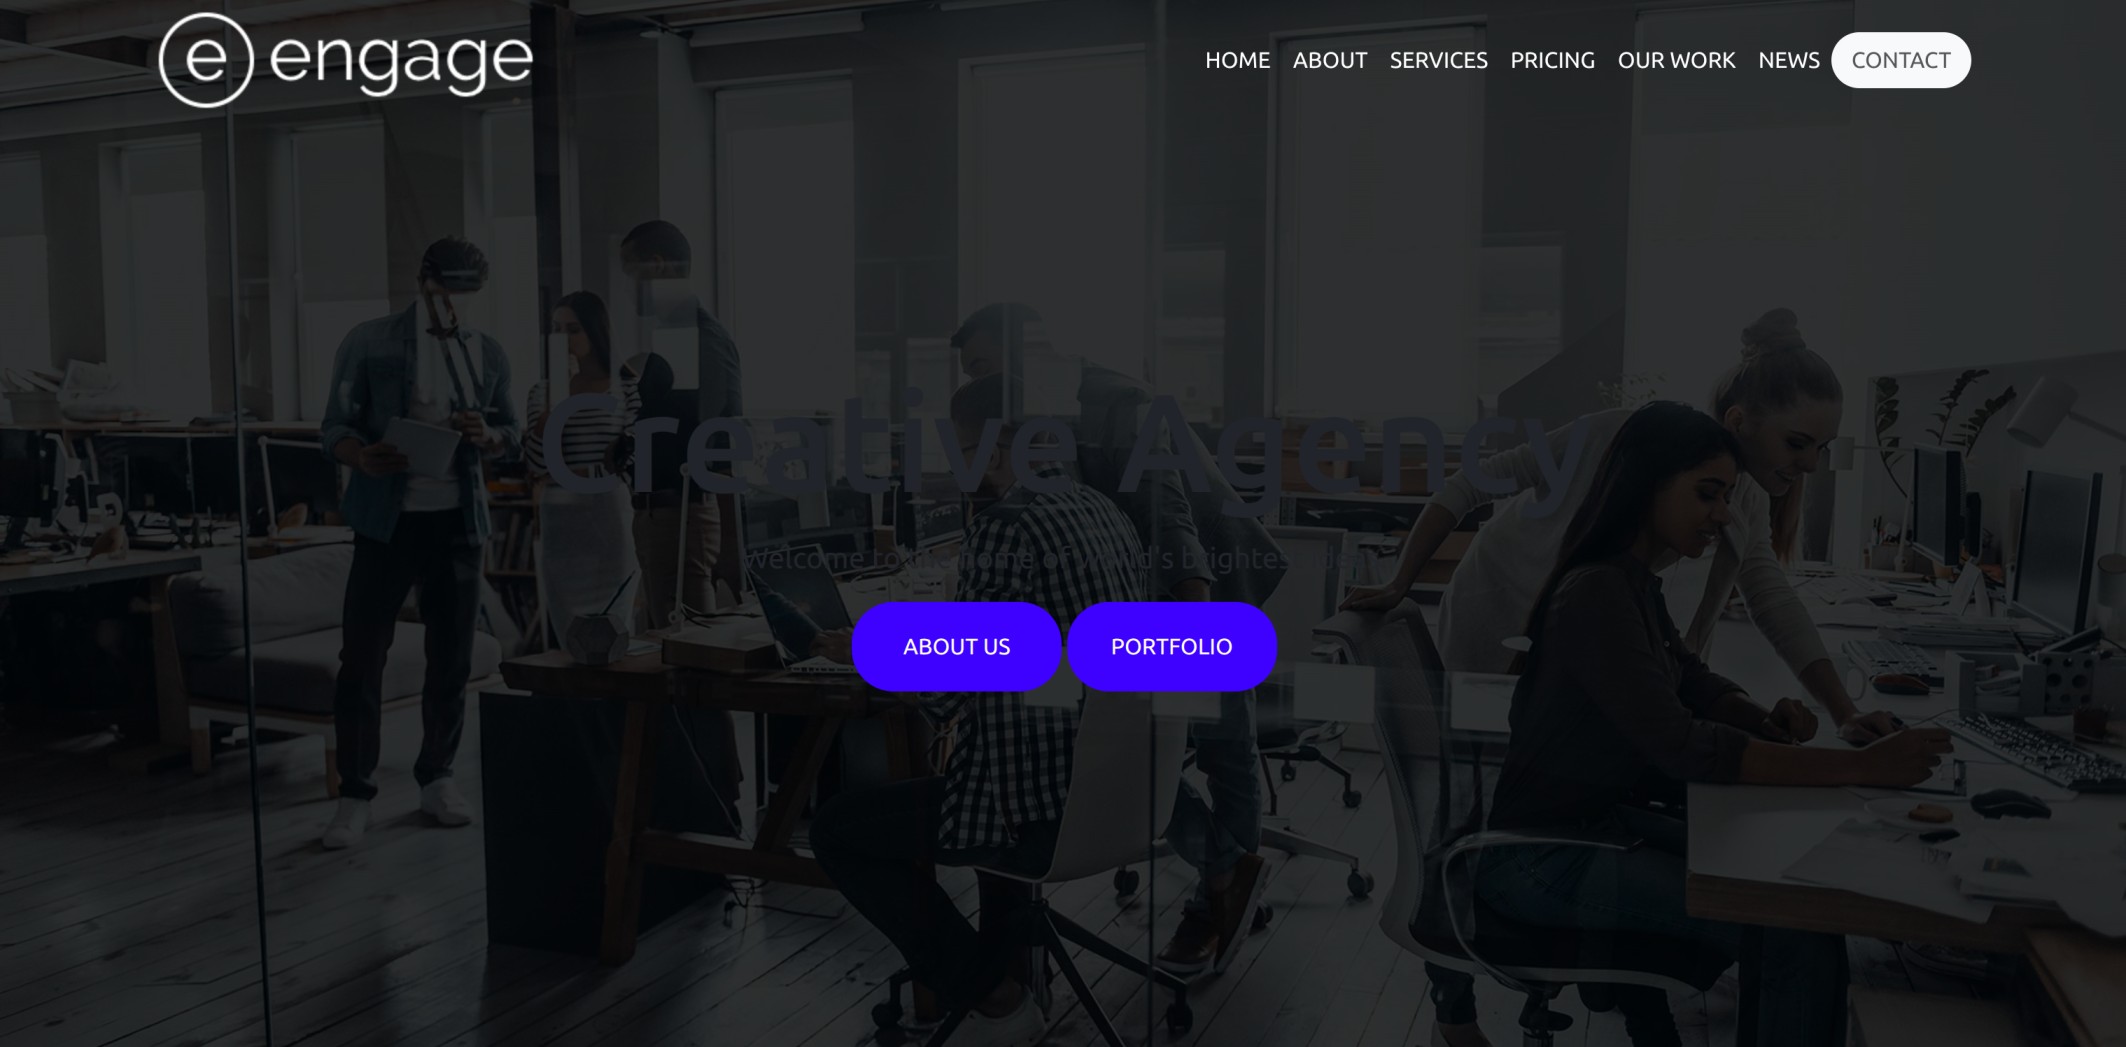 e engage
HOME ABOUT SERVICES PRICING OUR WORK NEWS CONTACT
Creative Agency
Welcome to the home of world's brightest
ABOUT US PORTFOLIO